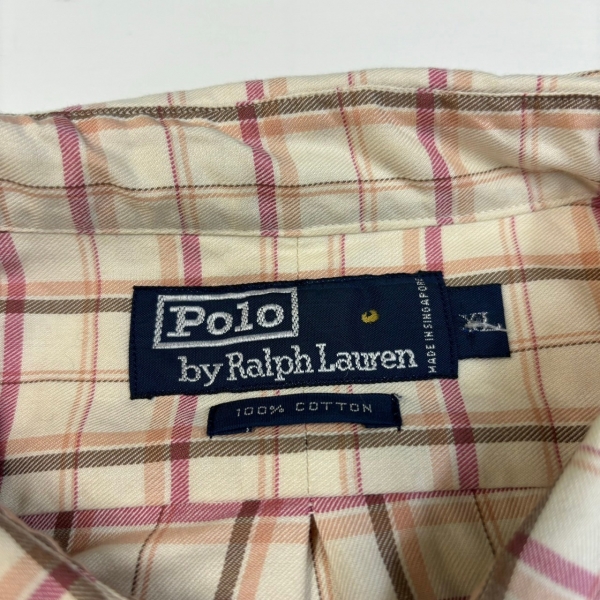 Polo
by Ralph Lauren
MADE IN SINGAPORE
XL
100% COTTON